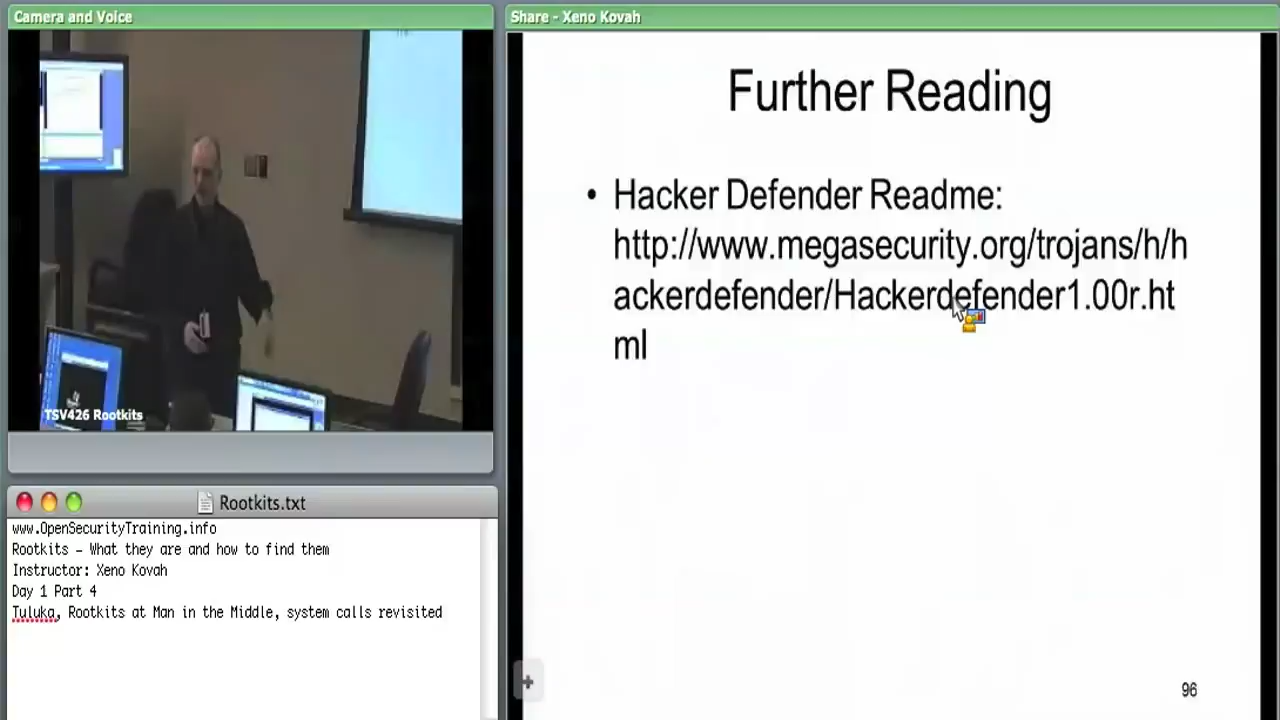 Camera and Voice
TSV426 Rootkits
Rootkits.txt
www.OpenSecurityTraining.info
Rootkits – What they are and how to find them
Instructor: Xeno Kovah
Day 1 Part 4
Tuluka, Rootkits at Man in the Middle, system calls revisited
Share - Xeno Kovah
Further Reading
• Hacker Defender Readme:
http://www.megasecurity.org/trojans/h/h
ackerdefender/Hackerdefender1.00r.ht
ml
96